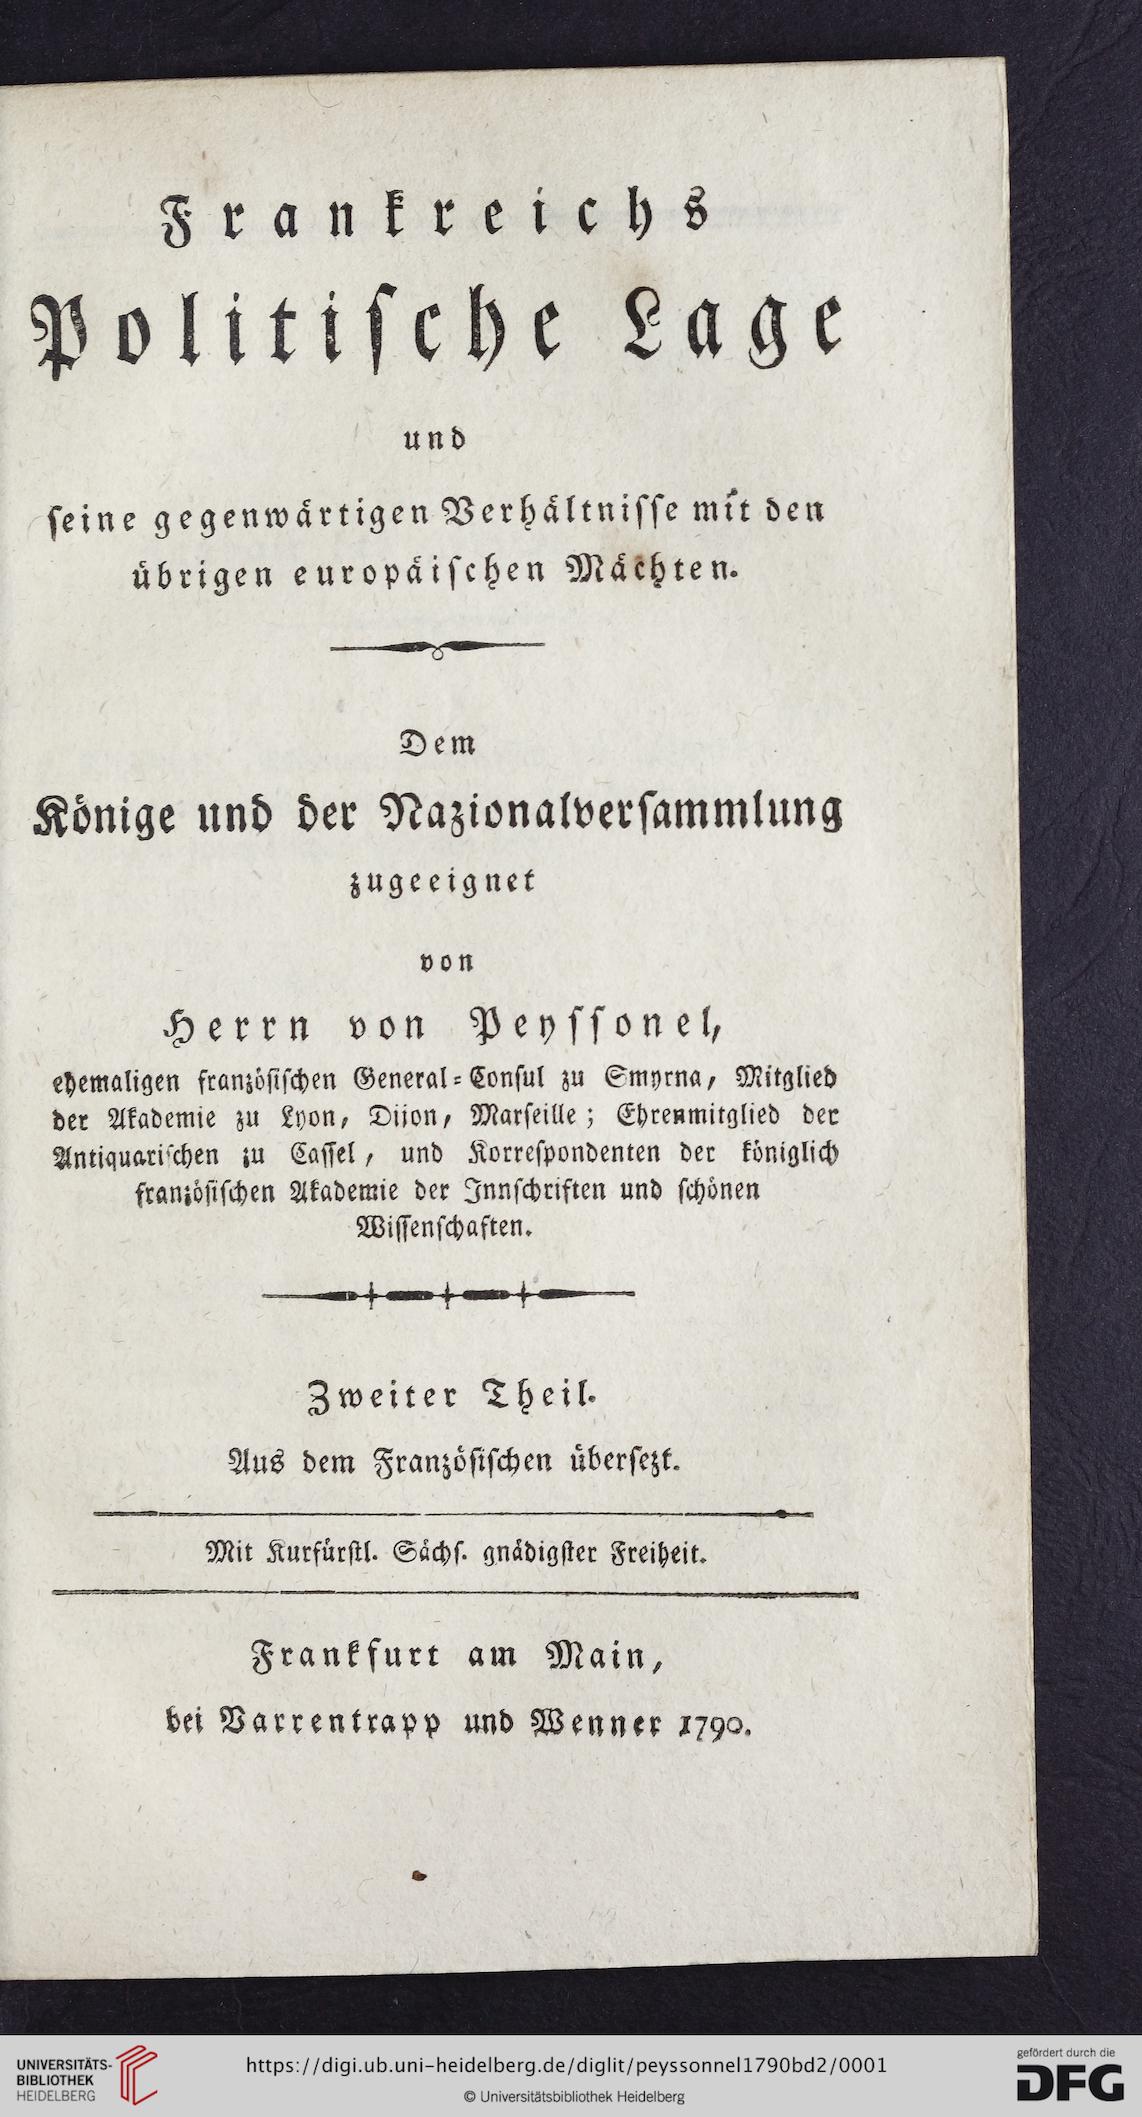 Frankreichs
Politische Lage
und
seine gegenwärtigen Verhältnisse mit den
übrigen europäischen Mächten.
Dem
Könige und der Nazionalversammlung
zugeeignet
von
Herrn von Peyssonel,
ehemaligen französischen General-Consul zu Smyrna, Mitglied
der Akademie zu Lyon, Dijon, Marseille; Ehrenmitglied der
Antiquarischen zu Cassel, und Korrespondenten der königlich
französischen Akademie der Innschriften und schönen
Wissenschaften.
Zweiter Theil.
Aus dem Französischen übersezt.
Mit Kurfürstl. Sächs. gnädigster Freiheit.
Frankfurt am Main,
bei Varrentrapp und Wenner 1790.
UNIVERSITÄTS-
BIBLIOTHEK
HEIDELBERG
https://digi.ub.uni-heidelberg.de/diglit/peyssonnel1790bd2/0001
© Universitätsbibliothek Heidelberg
gefördert durch die
DFG